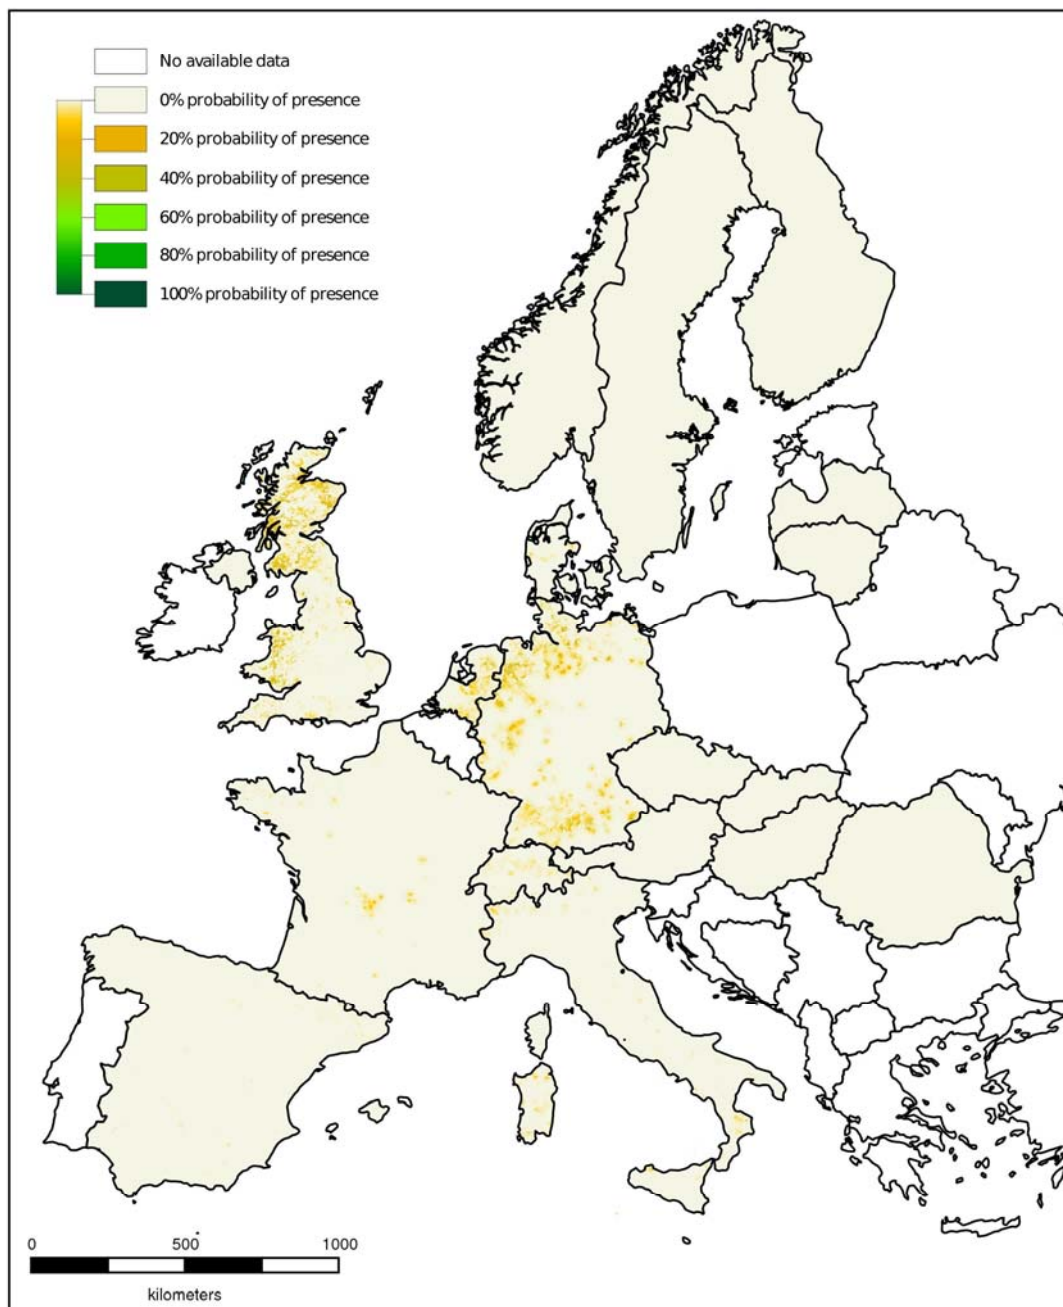 No available data
0% probability of presence
20% probability of presence
40% probability of presence
60% probability of presence
80% probability of presence
100% probability of presence
0 500 1000
kilometers